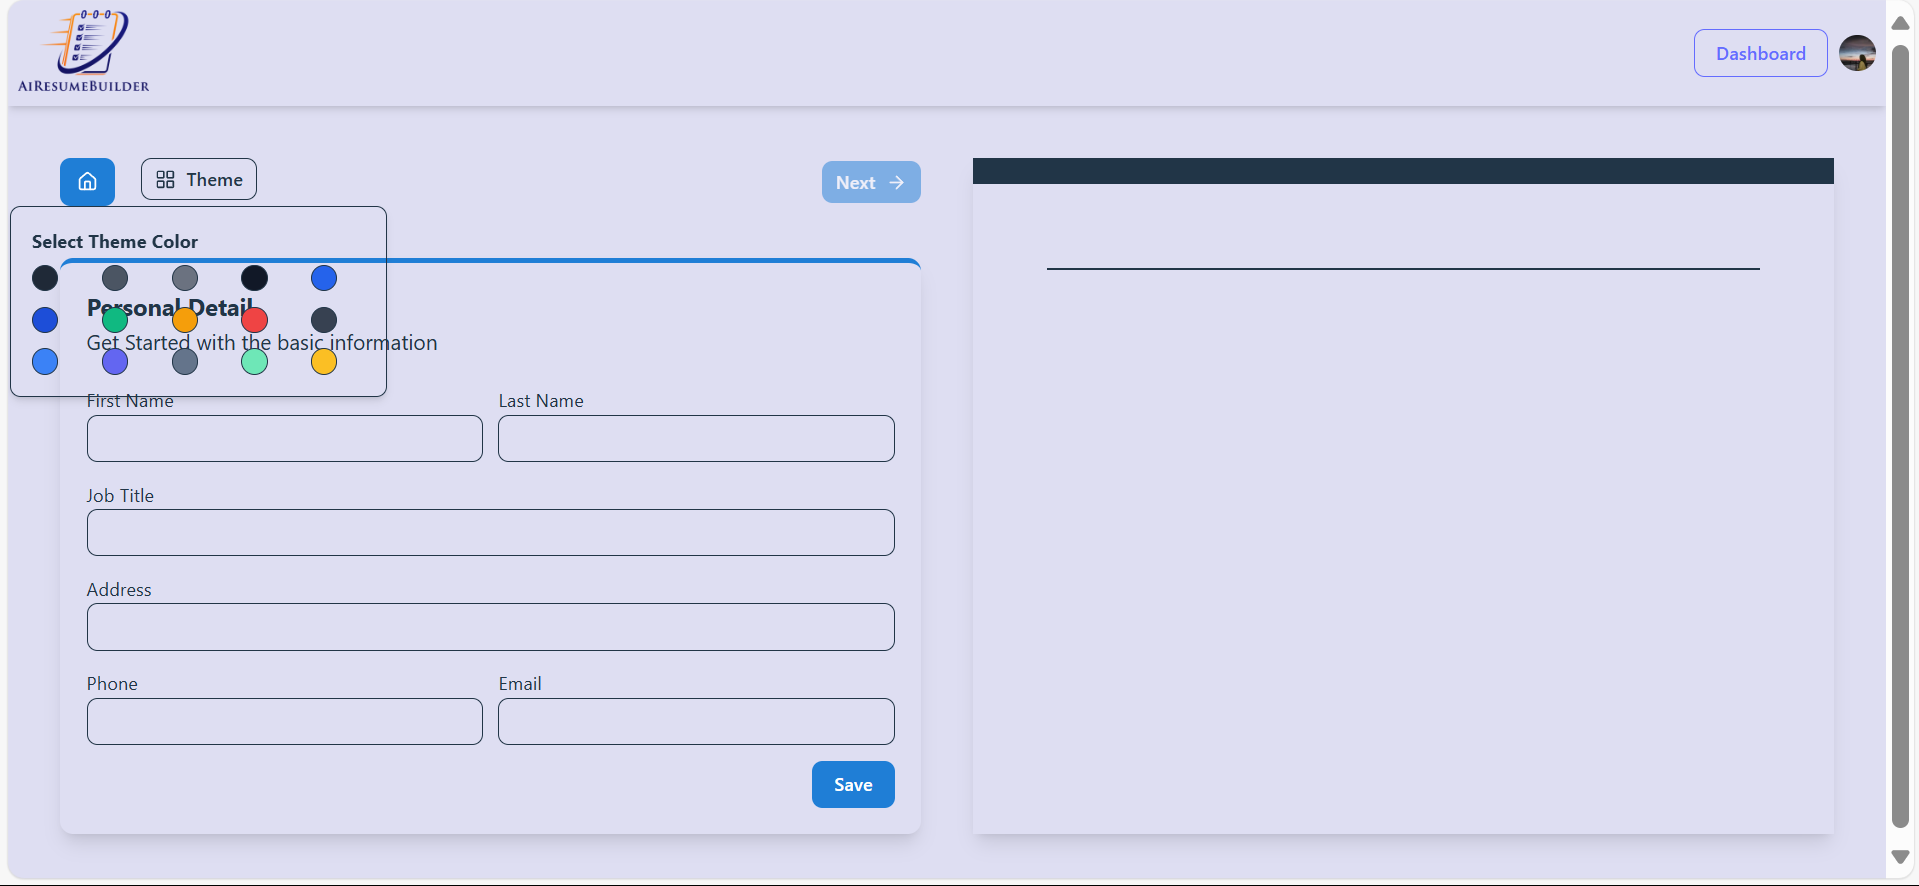 AiResumeBuilder
Dashboard
Theme
Next
Select Theme Color
Personal Detail
Get Started with the basic information
First Name
Last Name
Job Title
Address
Phone
Email
Save